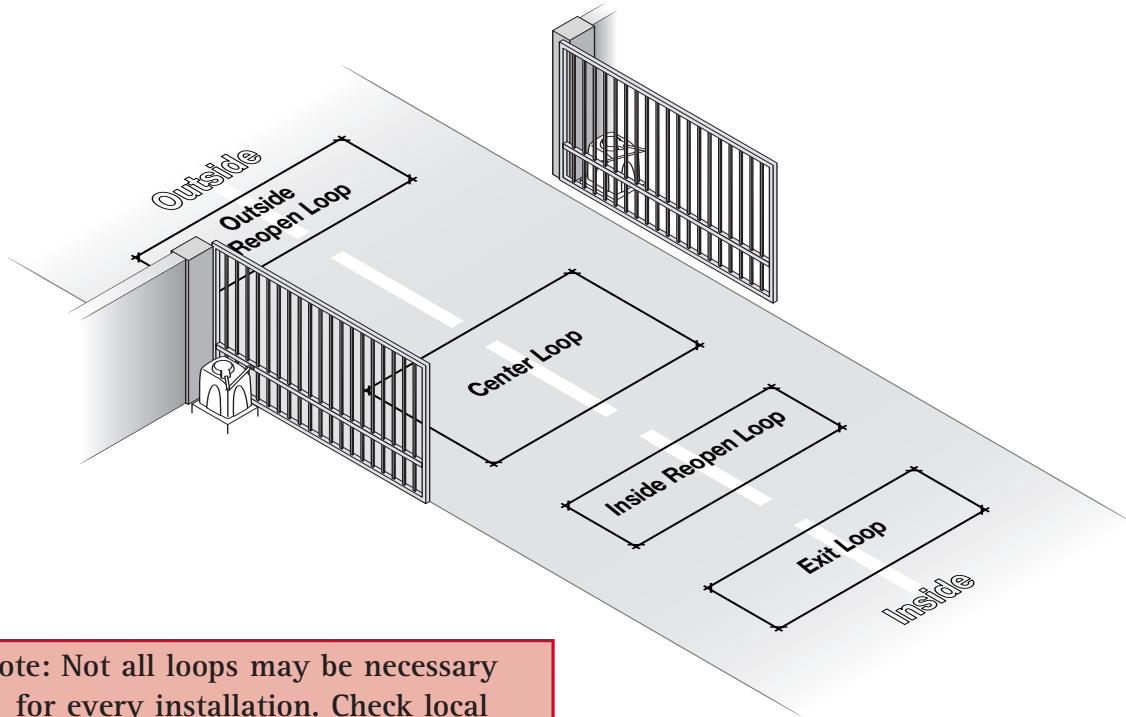 Outside
Outside
Reopen Loop
Center Loop
Inside Reopen Loop
Exit Loop
Inside
ote: Not all loops may be necessary
for every installation. Check local